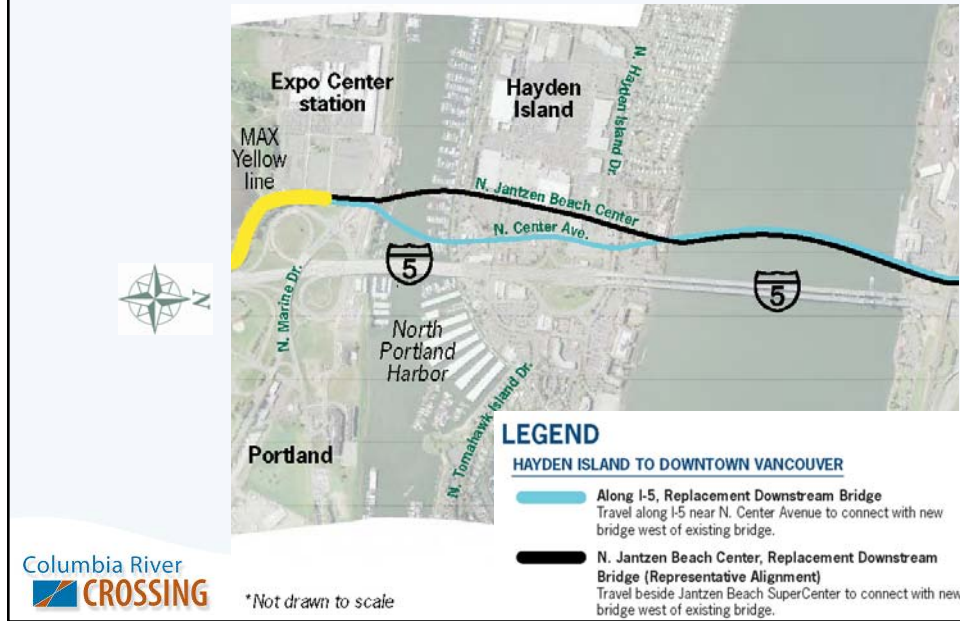 Expo Center
station
MAX
Yellow
line
Hayden
Island
N. Hayden Island Dr.
N. Jantzen Beach Center
N. Center Ave.
5
5
N
N. Marine Dr.
North
Portland
Harbor
N. Tomahawk Island Dr.
Portland
LEGEND
HAYDEN ISLAND TO DOWNTOWN VANCOUVER
Along I-5, Replacement Downstream Bridge
Travel along I-5 near N. Center Avenue to connect with new
bridge west of existing bridge.
N. Jantzen Beach Center, Replacement Downstream
Bridge (Representative Alignment)
Travel beside Jantzen Beach SuperCenter to connect with new
bridge west of existing bridge.
Columbia River
CROSSING
*Not drawn to scale